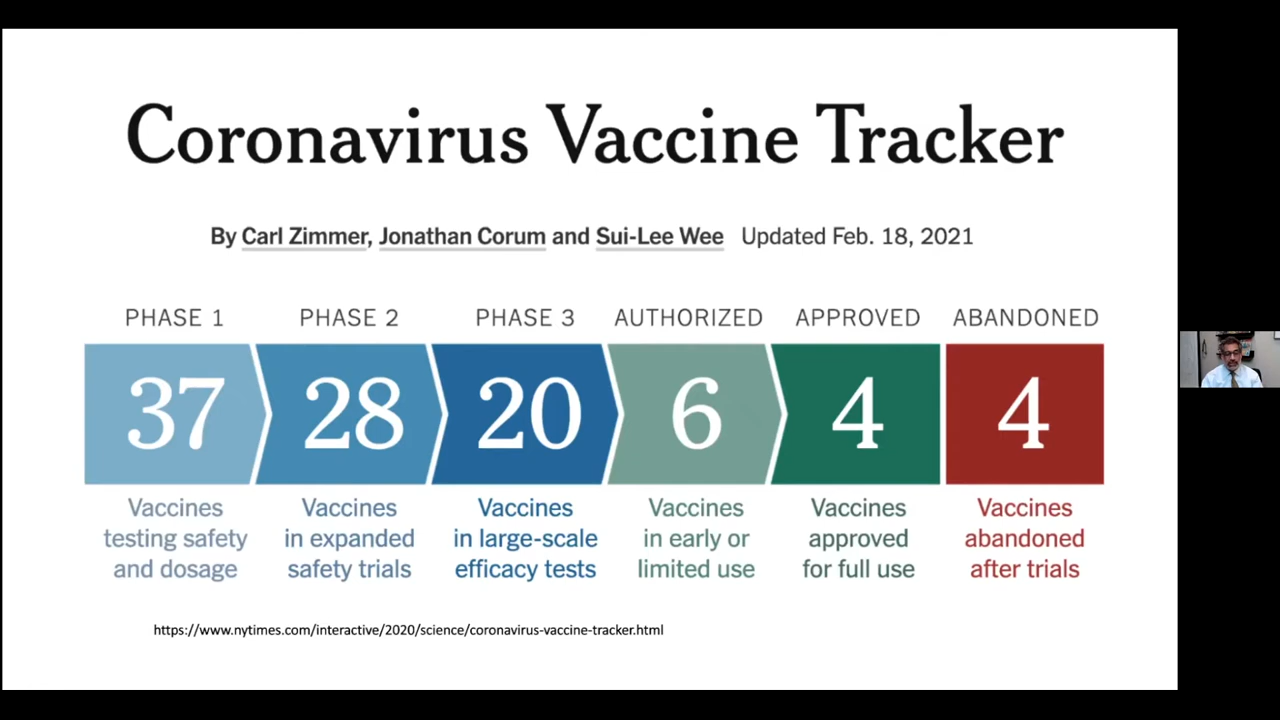 Coronavirus Vaccine Tracker
By Carl Zimmer, Jonathan Corum and Sui-Lee Wee Updated Feb. 18, 2021
PHASE 1 PHASE 2 PHASE 3 AUTHORIZED APPROVED ABANDONED
37 28 20 6 4 4
Vaccines Vaccines Vaccines Vaccines Vaccines Vaccines
testing safety in expanded in large-scale in early or approved abandoned
and dosage safety trials efficacy tests limited use for full use after trials
https://www.nytimes.com/interactive/2020/science/coronavirus-vaccine-tracker.html